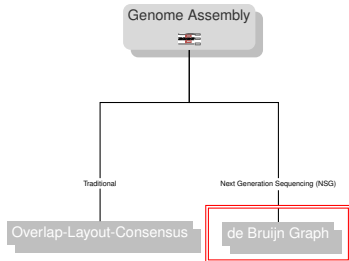 Genome Assembly
Traditional
Next Generation Sequencing (NSG)
Overlap-Layout-Consensus
de Bruijn Graph